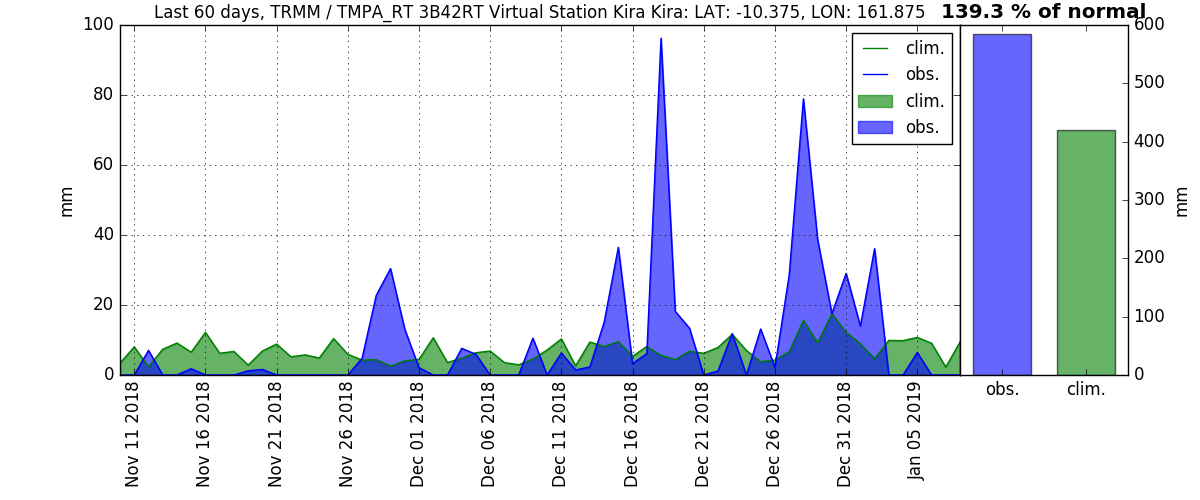 Last 60 days, TRMM / TMPA_RT 3B42RT Virtual Station Kira Kira: LAT: -10.375, LON: 161.875 139.3 % of normal
100
80
60
40
20
0
mm
clim.
obs.
clim.
obs.
Nov 11 2018
Nov 16 2018
Nov 21 2018
Nov 26 2018
Dec 01 2018
Dec 06 2018
Dec 11 2018
Dec 16 2018
Dec 21 2018
Dec 26 2018
Dec 31 2018
Jan 05 2019
600
500
400
300
200
100
0
mm
obs.
clim.